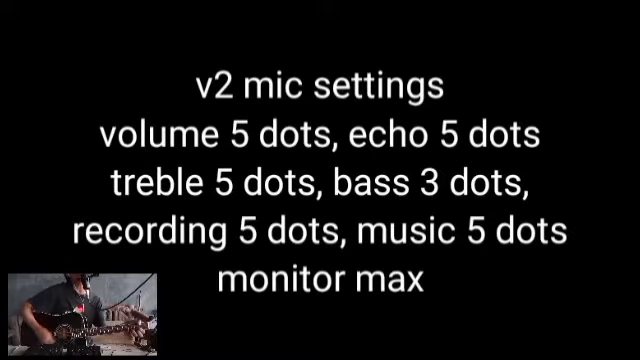 v2 mic settings
volume 5 dots, echo 5 dots
treble 5 dots, bass 3 dots,
recording 5 dots, music 5 dots
monitor max